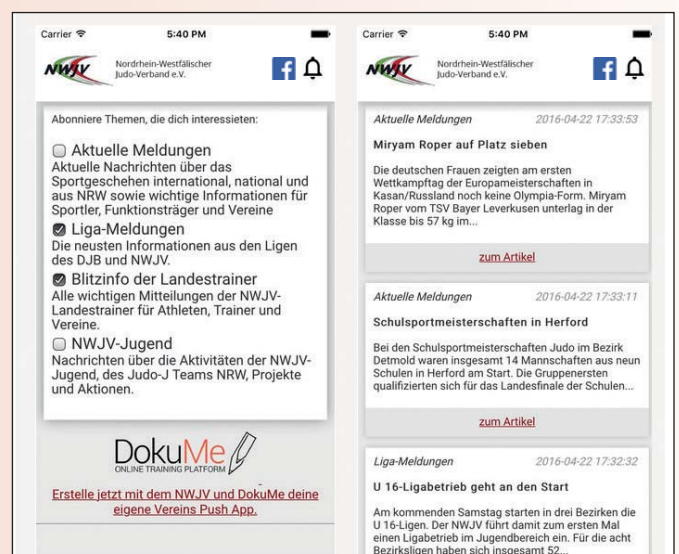 Carrier 5:40 PM
NWJV Nordrhein-Westfälischer
Judo-Verband e.V.
Abonniere Themen, die dich interessieten:
Aktuelle Meldungen
Aktuelle Nachrichten über das
Sportgeschehen international, national und
aus NRW sowie wichtige Informationen für
Sportler, Funktionsträger und Vereine
Liga-Meldungen
Die neusten Informationen aus den Ligen
des DJB und NWJV.
Blitzinfo der Landestrainer
Alle wichtigen Mitteilungen der NWJV-
Landestrainer für Athleten, Trainer und
Vereine.
NWJV-Jugend
Nachrichten über die Aktivitäten der NWJV-
Jugend, des Judo-J Teams NRW, Projekte
und Aktionen.
DokuMe
ONLINE TRAINING PLATFORM
Erstelle jetzt mit dem NWJV und DokuMe deine
eigene Vereins Push App.
Carrier 5:40 PM
NWJV Nordrhein-Westfälischer
Judo-Verband e.V.
Aktuelle Meldungen 2016-04-22 17:33:53
Miryam Roper auf Platz sieben
Die deutschen Frauen zeigten am ersten
Wettkampftag der Europameisterschaften in
Kasan/Russland noch keine Olympia-Form. Miryam
Roper vom TSV Bayer Leverkusen unterlag in der
Klasse bis 57 kg im...
zum Artikel
Aktuelle Meldungen 2016-04-22 17:33:11
Schulsportmeisterschaften in Herford
Bei den Schulsportmeisterschaften Judo im Bezirk
Detmold waren insgesamt 14 Mannschaften aus neun
Schulen in Herford am Start. Die Gruppenersten
qualifizierten sich für das Landesfinale der Schulen...
zum Artikel
Liga-Meldungen 2016-04-22 17:32:32
U 16-Ligabetrieb geht an den Start
Am kommenden Samstag starten in drei Bezirken die
U 16-Ligen. Der NWJV führt damit zum ersten Mal
einen Ligabetrieb im Jugendbereich ein. Für die acht
Bezirksligen haben sich insgesamt 52...